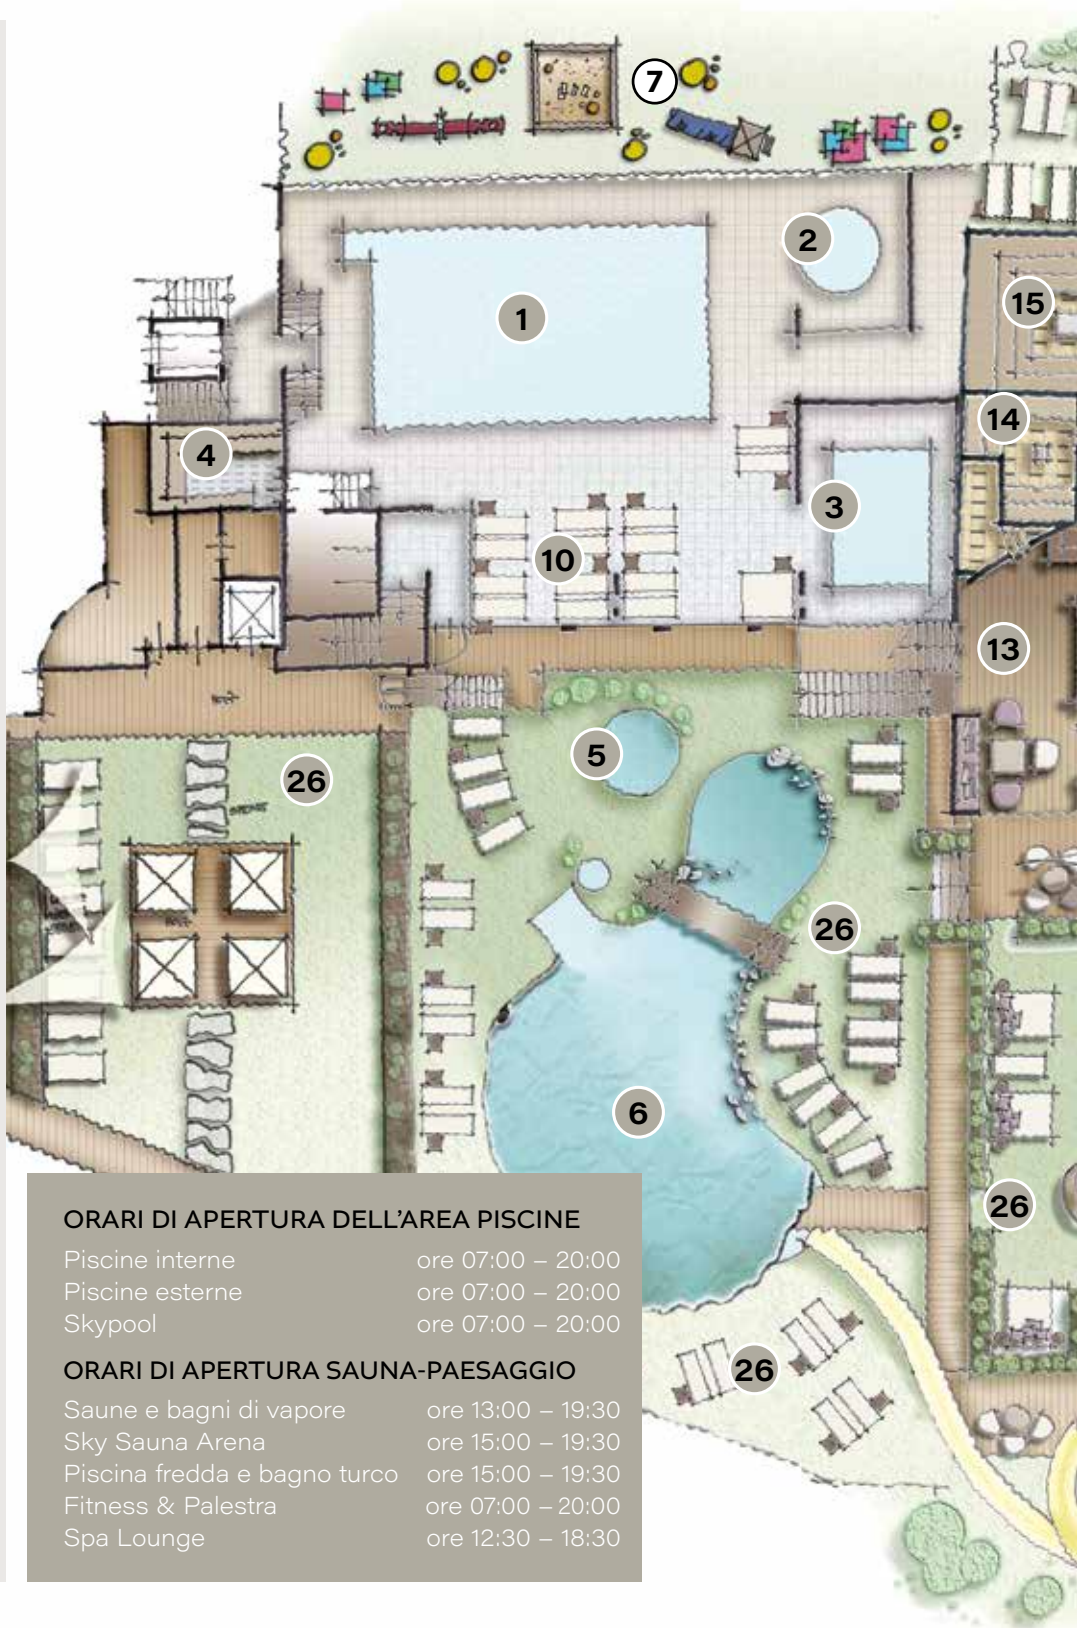 7
2
1
15
14
4
3
10
13
5
26
26
6
26
26
ORARI DI APERTURA DELL'AREA PISCINE
Piscine interne ore 07:00 – 20:00
Piscine esterne ore 07:00 – 20:00
Skypool ore 07:00 – 20:00
ORARI DI APERTURA SAUNA-PAESAGGIO
Saune e bagni di vapore ore 13:00 – 19:30
Sky Sauna Arena ore 15:00 – 19:30
Piscina fredda e bagno turco ore 15:00 – 19:30
Fitness & Palestra ore 07:00 – 20:00
Spa Lounge ore 12:30 – 18:30